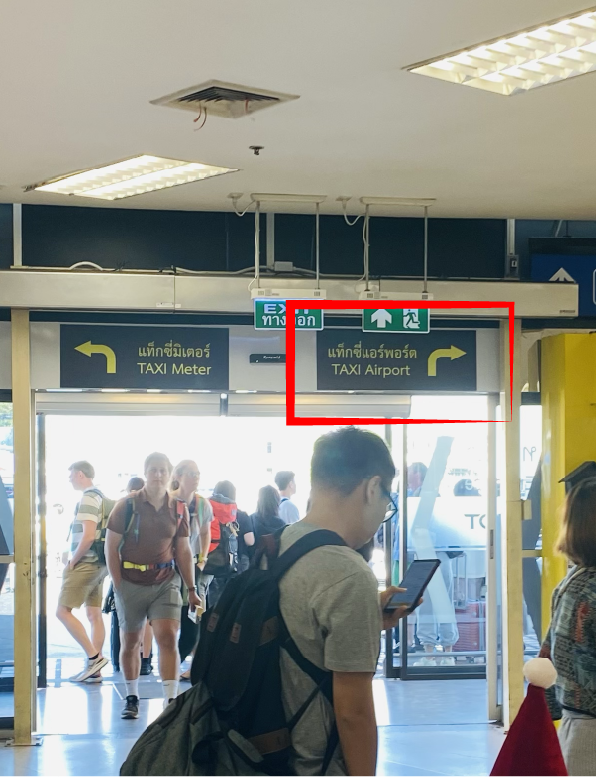 EXIT
ทางออก
แท็กซี่มิเตอร์
TAXI Meter
แท็กซี่แอร์พอร์ต
TAXI Airport